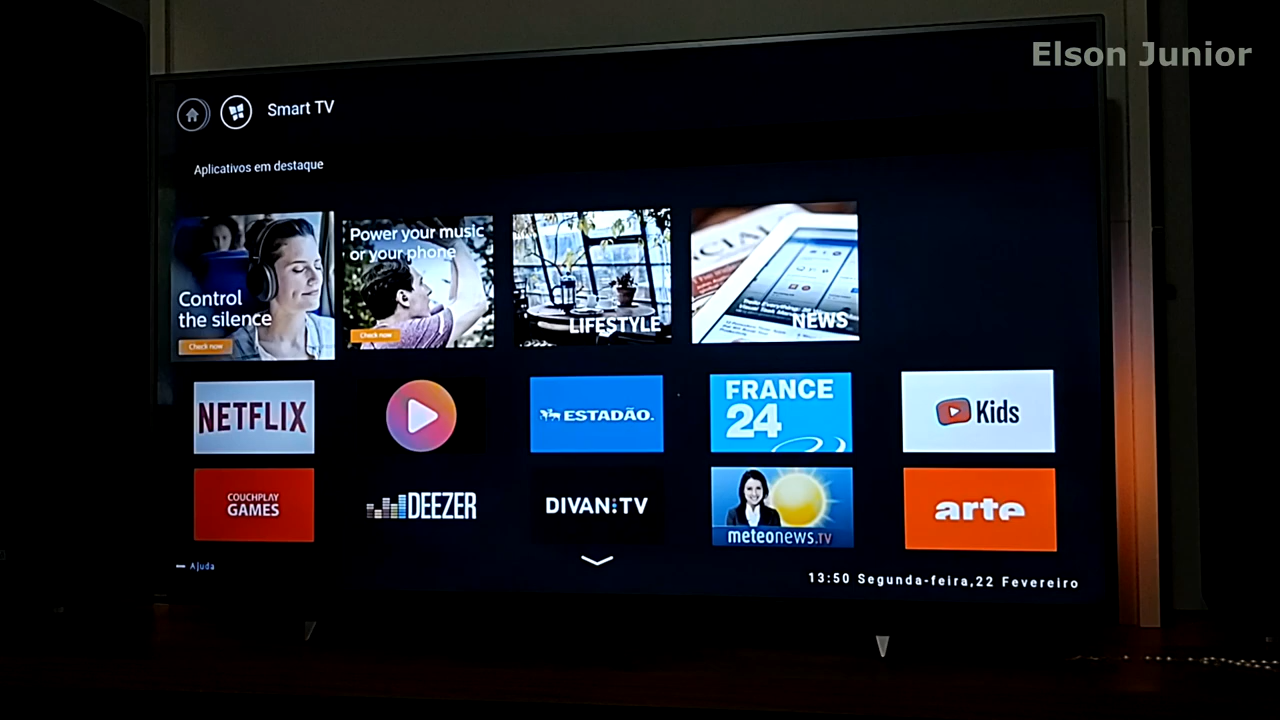 Elson Junior
Smart TV
Aplicativos em destaque
Control
the silence
Check now
Power your music
or your phone
Check now
LIFESTYLE
NEWS
NETFLIX
ESTADÃO.
FRANCE
24
Kids
COUCHPLAY
GAMES
DEEZER
DIVAN:TV
meteonews.TV
arte
Ajuda
13:50 Segunda-feira,22 Fevereiro